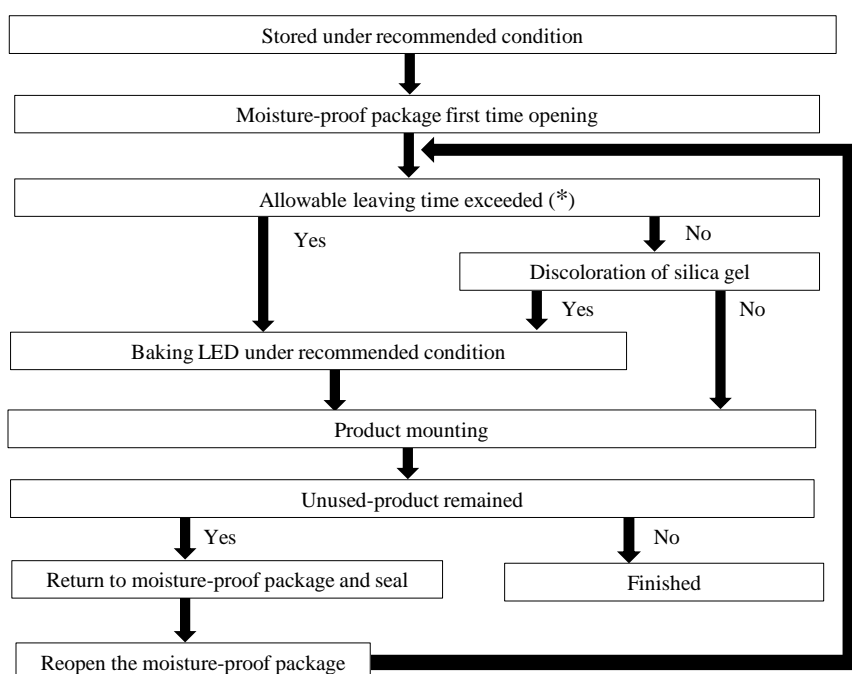 Stored under recommended condition
Moisture-proof package first time opening
Allowable leaving time exceeded (*)
Yes
No
Discoloration of silica gel
Yes
No
Baking LED under recommended condition
Product mounting
Unused-product remained
Yes
No
Return to moisture-proof package and seal
Finished
Reopen the moisture-proof package